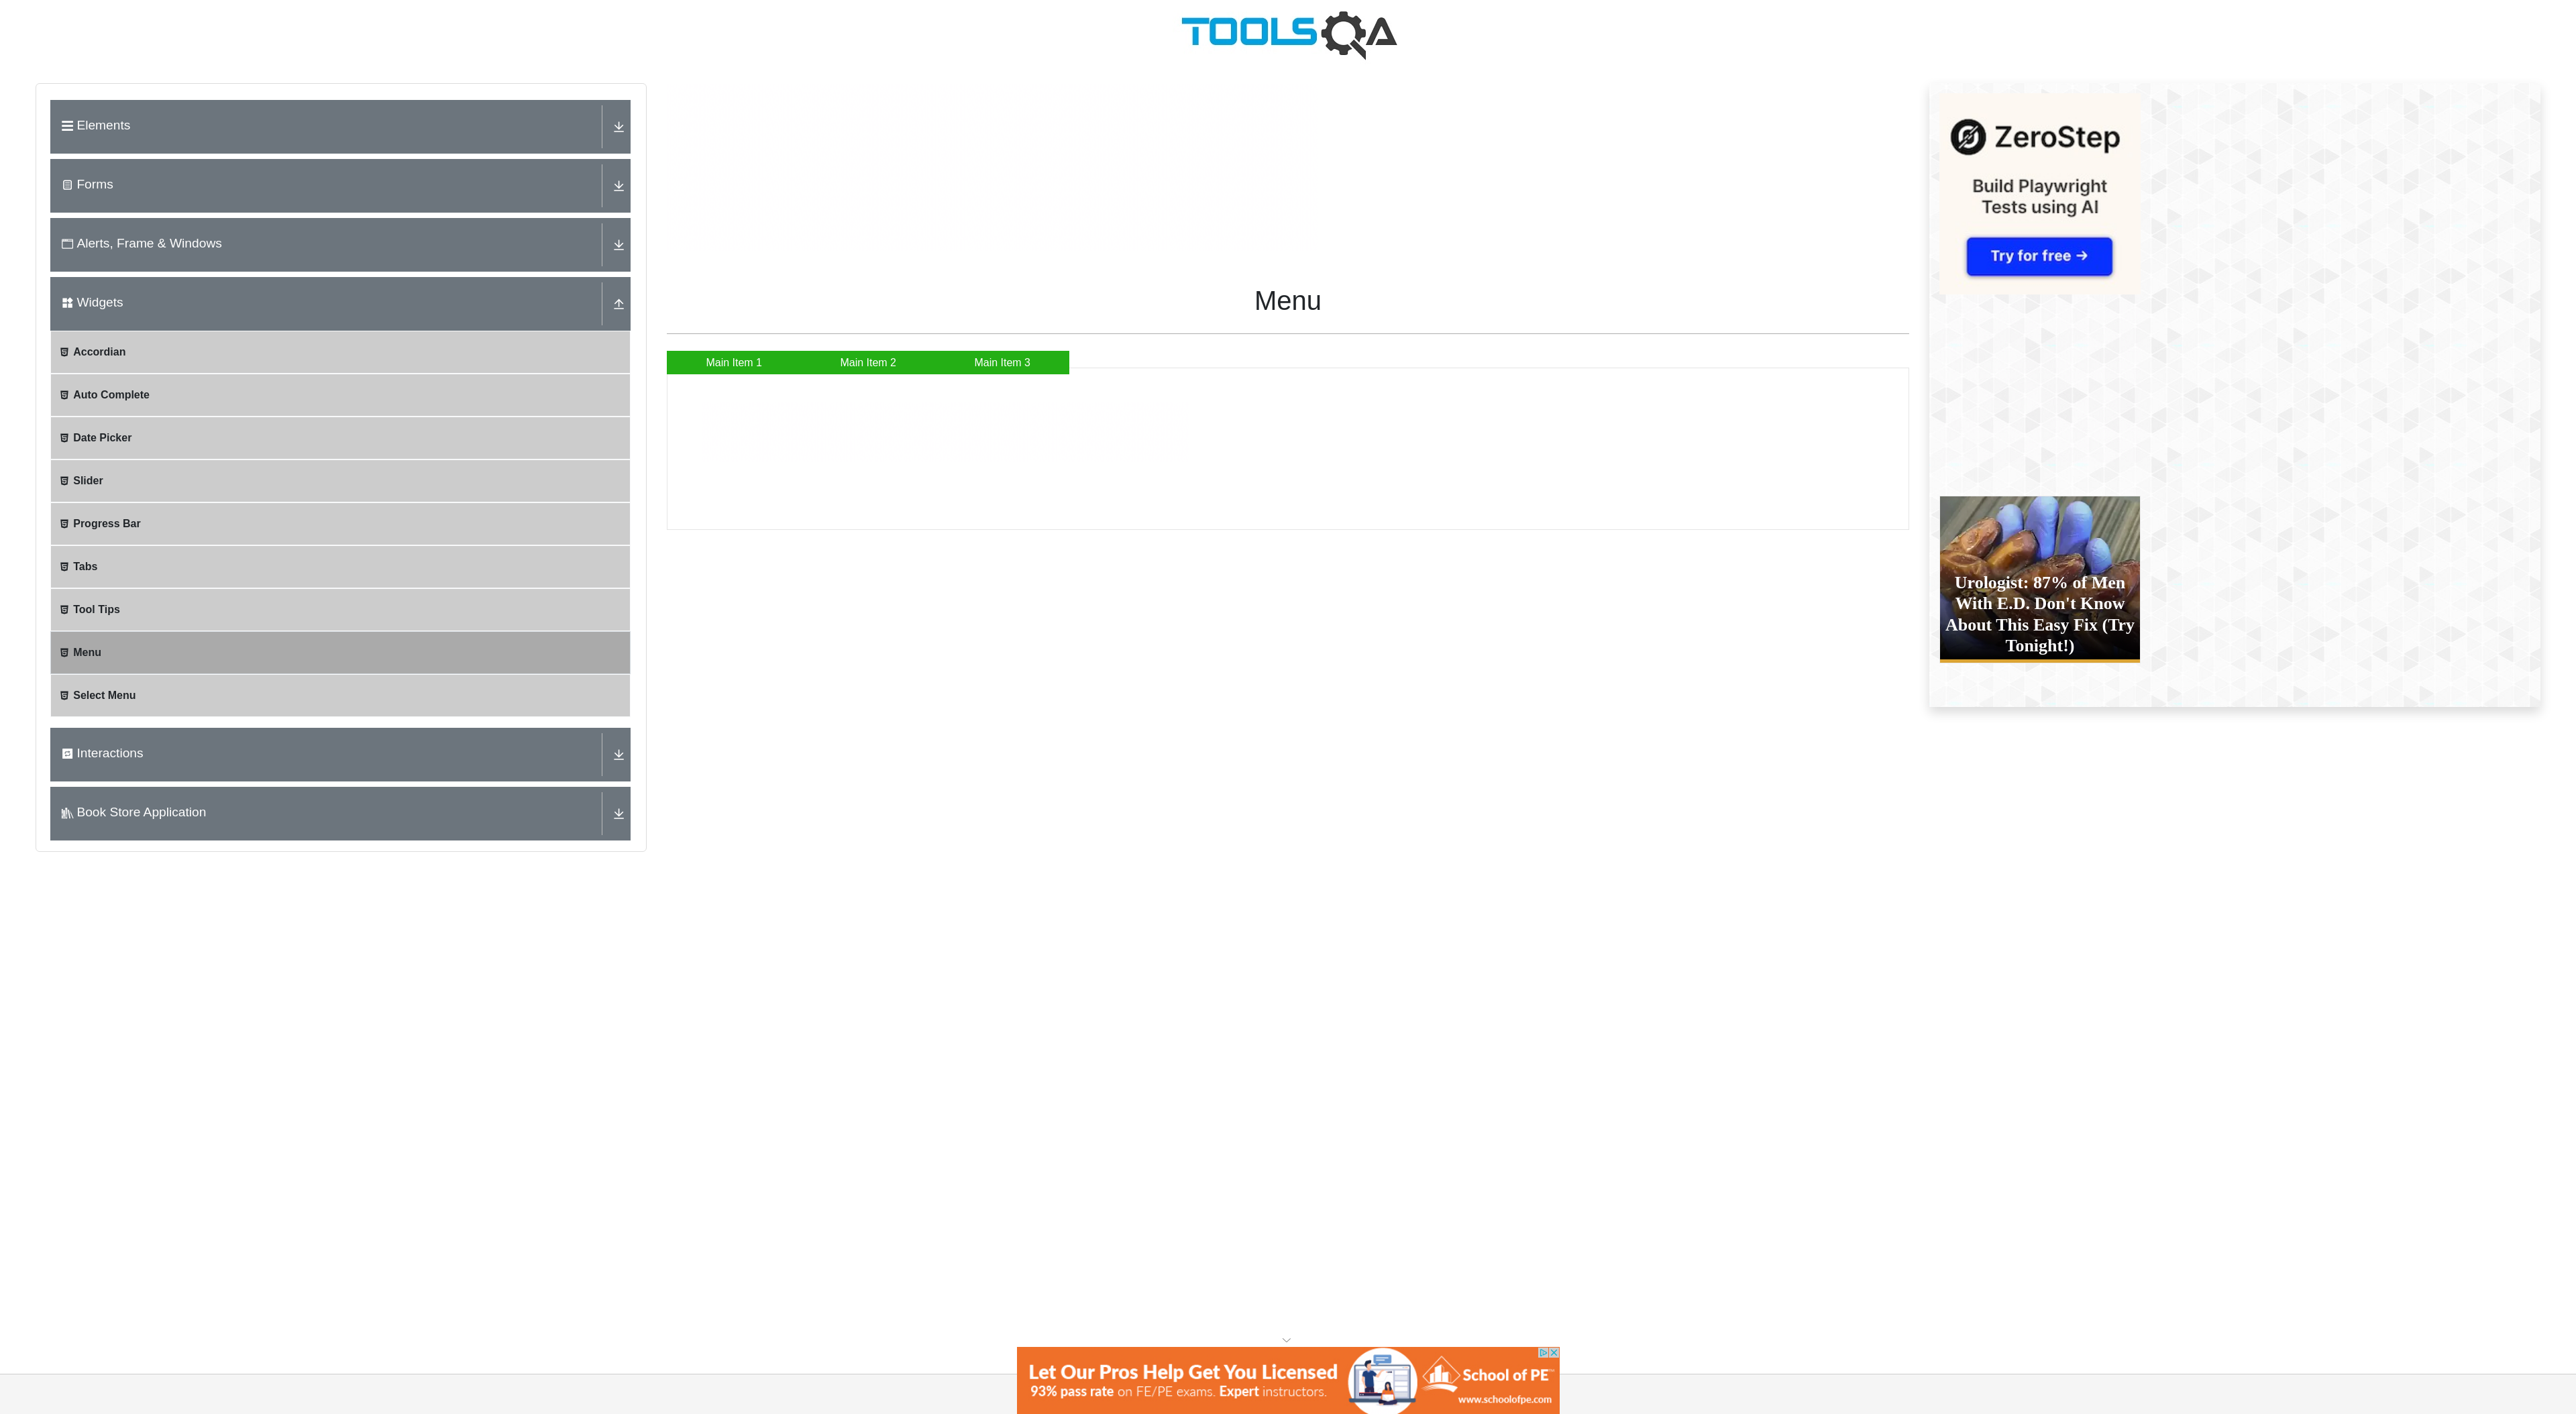 TOOLSQA
Elements
Forms
Alerts, Frame & Windows
Widgets
Accordian
Auto Complete
Date Picker
Slider
Progress Bar
Tabs
Tool Tips
Menu
Select Menu
Interactions
Book Store Application
Menu
Main Item 1
Main Item 2
Main Item 3
ZeroStep
Build Playwright
Tests using AI
Try for free →
Urologist: 87% of Men
With E.D. Don't Know
About This Easy Fix (Try
Tonight!)
Let Our Pros Help Get You Licensed
93% pass rate on FE/PE exams. Expert instructors.
School of PE™
www.schoolofpe.com